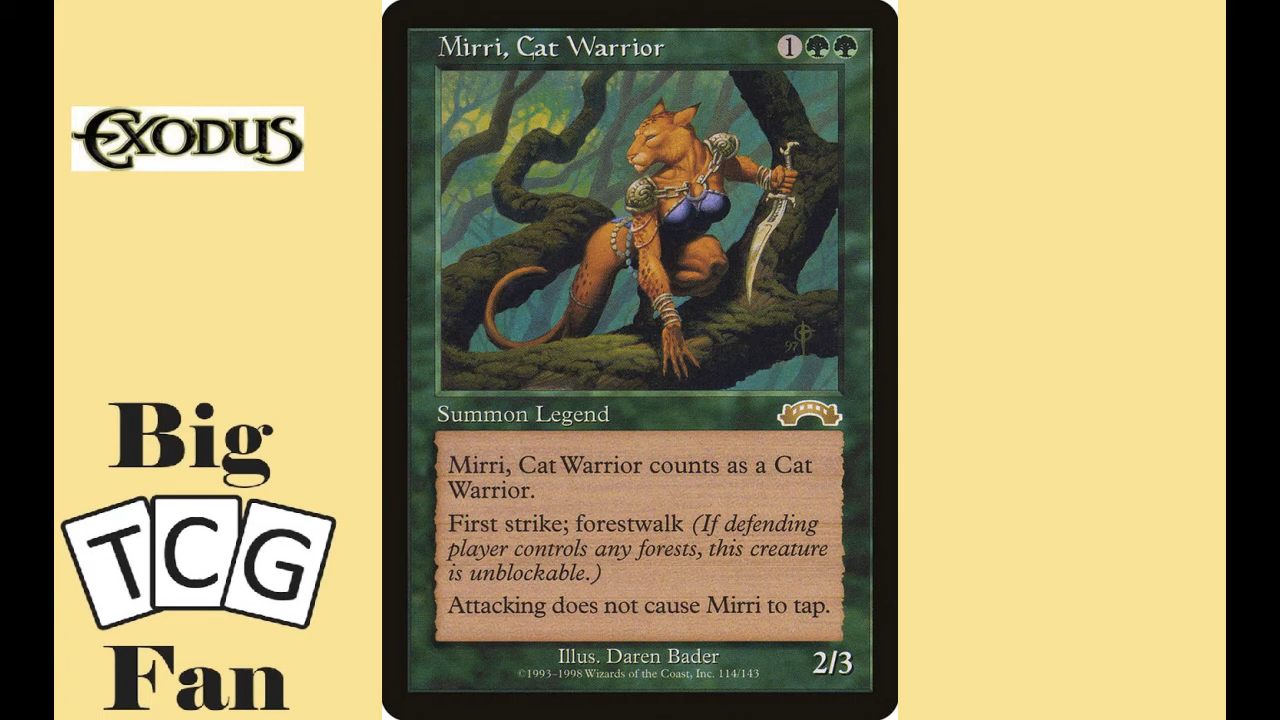 Exodus
Big
TCG
Fan
Mirri, Cat Warrior
1
97
Summon Legend
Mirri, Cat Warrior counts as a Cat
Warrior.
First strike; forestwalk (If defending
player controls any forests, this creature
is unblockable.)
Attacking does not cause Mirri to tap.
Illus. Daren Bader
©1993–1998 Wizards of the Coast, Inc. 114/143
2/3